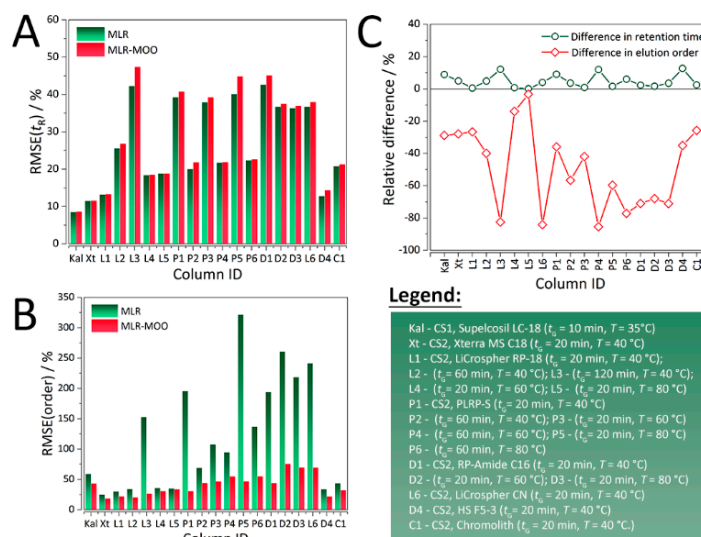 A
MLR
MLR-MOO
60
50
40
30
20
10
0
RMSE(tR) / %
Kal Xt L1 L2 L3 L4 L5 P1 P2 P3 P4 P5 P6 D1 D2 D3 L6 D4 C1
Column ID
B
MLR
MLR-MOO
350
300
250
200
150
100
50
0
RMSE(order) / %
Kal Xt L1 L2 L3 L4 L5 P1 P2 P3 P4 P5 P6 D1 D2 D3 L6 D4 C1
Column ID
C
Difference in retention time
Difference in elution order
40
20
0
-20
-40
-60
-80
-100
Relative difference / %
Kal Xt L1 L2 L3 L4 L5 L6 P1 P2 P3 P4 P5 P6 D1 D2 D3 D4 C1
Column ID
Legend:
Kal - CS1, Supelcosil LC-18 (tG = 10 min, T = 35°C)
Xt - CS2, Xterra MS C18 (tG = 20 min, T = 40 °C)
L1 - CS2, LiCrospher RP-18 (tG = 20 min, T = 40 °C);
L2 - (tG = 60 min, T = 40 °C); L3 - (tG = 120 min, T = 40 °C);
L4 - (tG = 20 min, T = 60 °C); L5 - (tG = 20 min, T = 80 °C)
P1 - CS2, PLRP-S (tG = 20 min, T = 40 °C)
P2 - (tG = 60 min, T = 40 °C); P3 - (tG = 20 min, T = 60 °C)
P4 - (tG = 60 min, T = 60 °C); P5 - (tG = 20 min, T = 80 °C)
P6 - (tG = 60 min, T = 80 °C)
D1 - CS2, RP-Amide C16 (tG = 20 min, T = 40 °C)
D2 - (tG = 20 min, T = 60 °C); D3 - (tG = 20 min, T = 80 °C)
L6 - CS2, LiCrospher CN (tG = 20 min, T = 40 °C)
D4 - CS2, HS F5-3 (tG = 20 min, T = 40 °C)
C1 - CS2, Chromolith (tG = 20 min, T = 40 °C.)